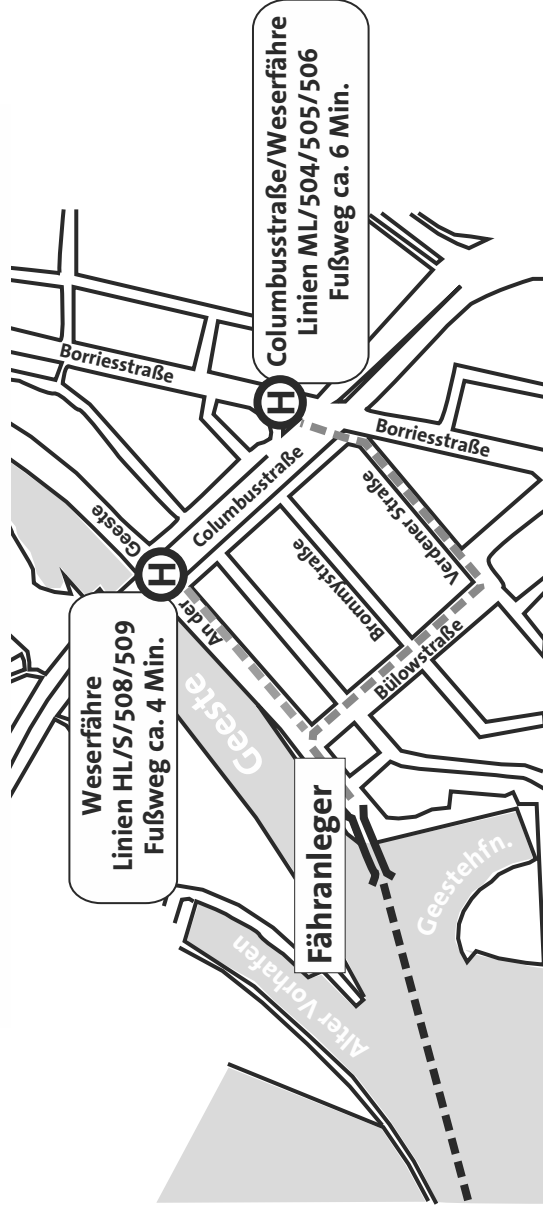 Weserfähre
Linien HL/S/508/509
Fußweg ca. 4 Min.
H
Columbusstraße/Weserfähre
Linien ML/504/505/506
Fußweg ca. 6 Min.
H
Borriesstraße
Geeste
An der
Columbusstraße
Borriesstraße
Verdener Straße
Brommystraße
Bülowstraße
Geeste
Fähranleger
Geestehfn.
Alter Vorhafen